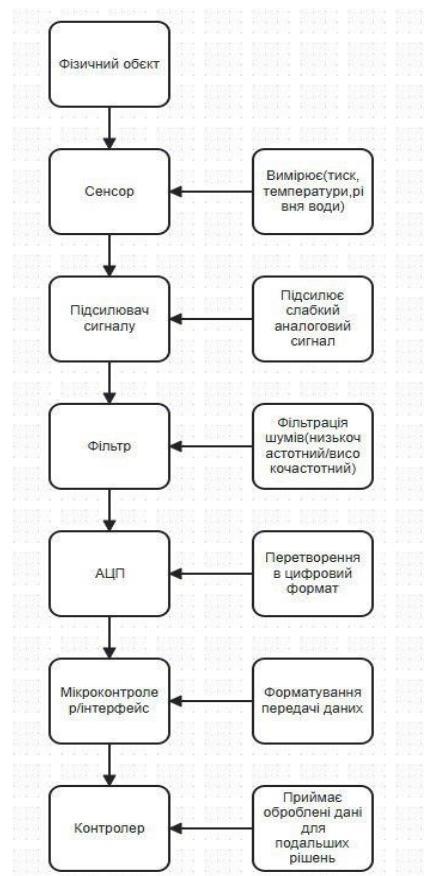 Фізичний обєкт
Сенсор
Вимірює(тиск,
температури,рі
вня води)
Підсилювач
сигналу
Підсилює
слабкий
аналоговий
сигнал
Фільтр
Фільтрація
шумів(низькоч
астотний/висо
кочастотний)
АЦП
Перетворення
в цифровий
формат
Мікроконтроле
р/інтерфейс
Форматування
передачі даних
Контролер
Приймає
оброблені дані
для
подальших
рішень